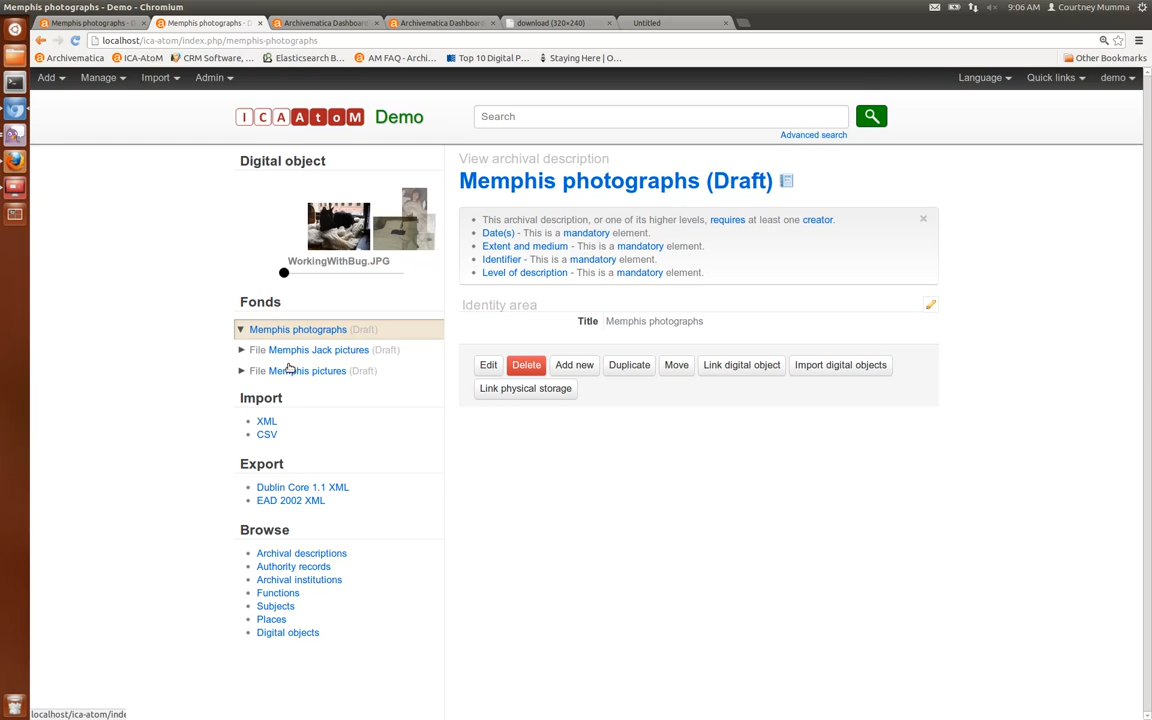 Memphis photographs - Demo - Chromium
9:06 AM Courtney Mumma
Memphis photographs - D
Memphis photographs - D
Archivematica Dashboard
Archivematica Dashboard
download (320×240)
Untitled
localhost/ica-atom/index.php/memphis-photographs
Archivematica
ICA-AtoM
CRM Software, ...
Elasticsearch B...
AM FAQ - Archi...
Top 10 Digital P...
Staying Here | O...
Other Bookmarks
Add Manage Import Admin Language Quick links demo
ICAAtoM Demo
Search
Advanced search
Digital object
WorkingWithBug.JPG
Fonds
Memphis photographs (Draft)
File Memphis Jack pictures (Draft)
File Memphis pictures (Draft)
Import
XML
CSV
Export
Dublin Core 1.1 XML
EAD 2002 XML
Browse
Archival descriptions
Authority records
Archival institutions
Functions
Subjects
Places
Digital objects
View archival description
Memphis photographs (Draft)
This archival description, or one of its higher levels, requires at least one creator.
Date(s) - This is a mandatory element.
Extent and medium - This is a mandatory element.
Identifier - This is a mandatory element.
Level of description - This is a mandatory element.
Identity area
Title Memphis photographs
Edit Delete Add new Duplicate Move Link digital object Import digital objects
Link physical storage
localhost/ica-atom/inde